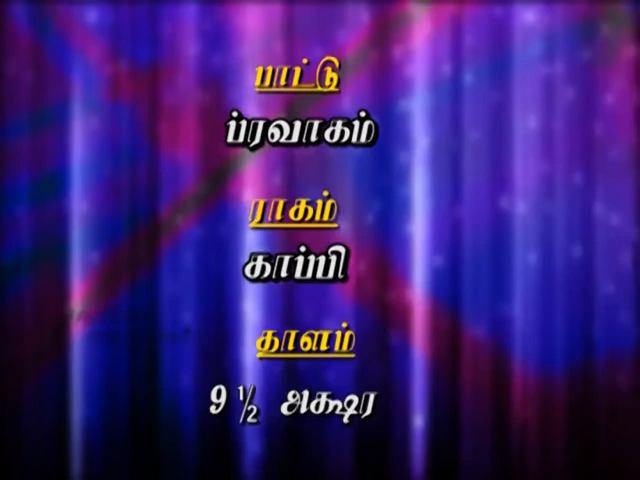 பாட்டு
ப்ரவாகம்
ராகம்
காப்பி
தாளம்
9 ½ அக்ஷர